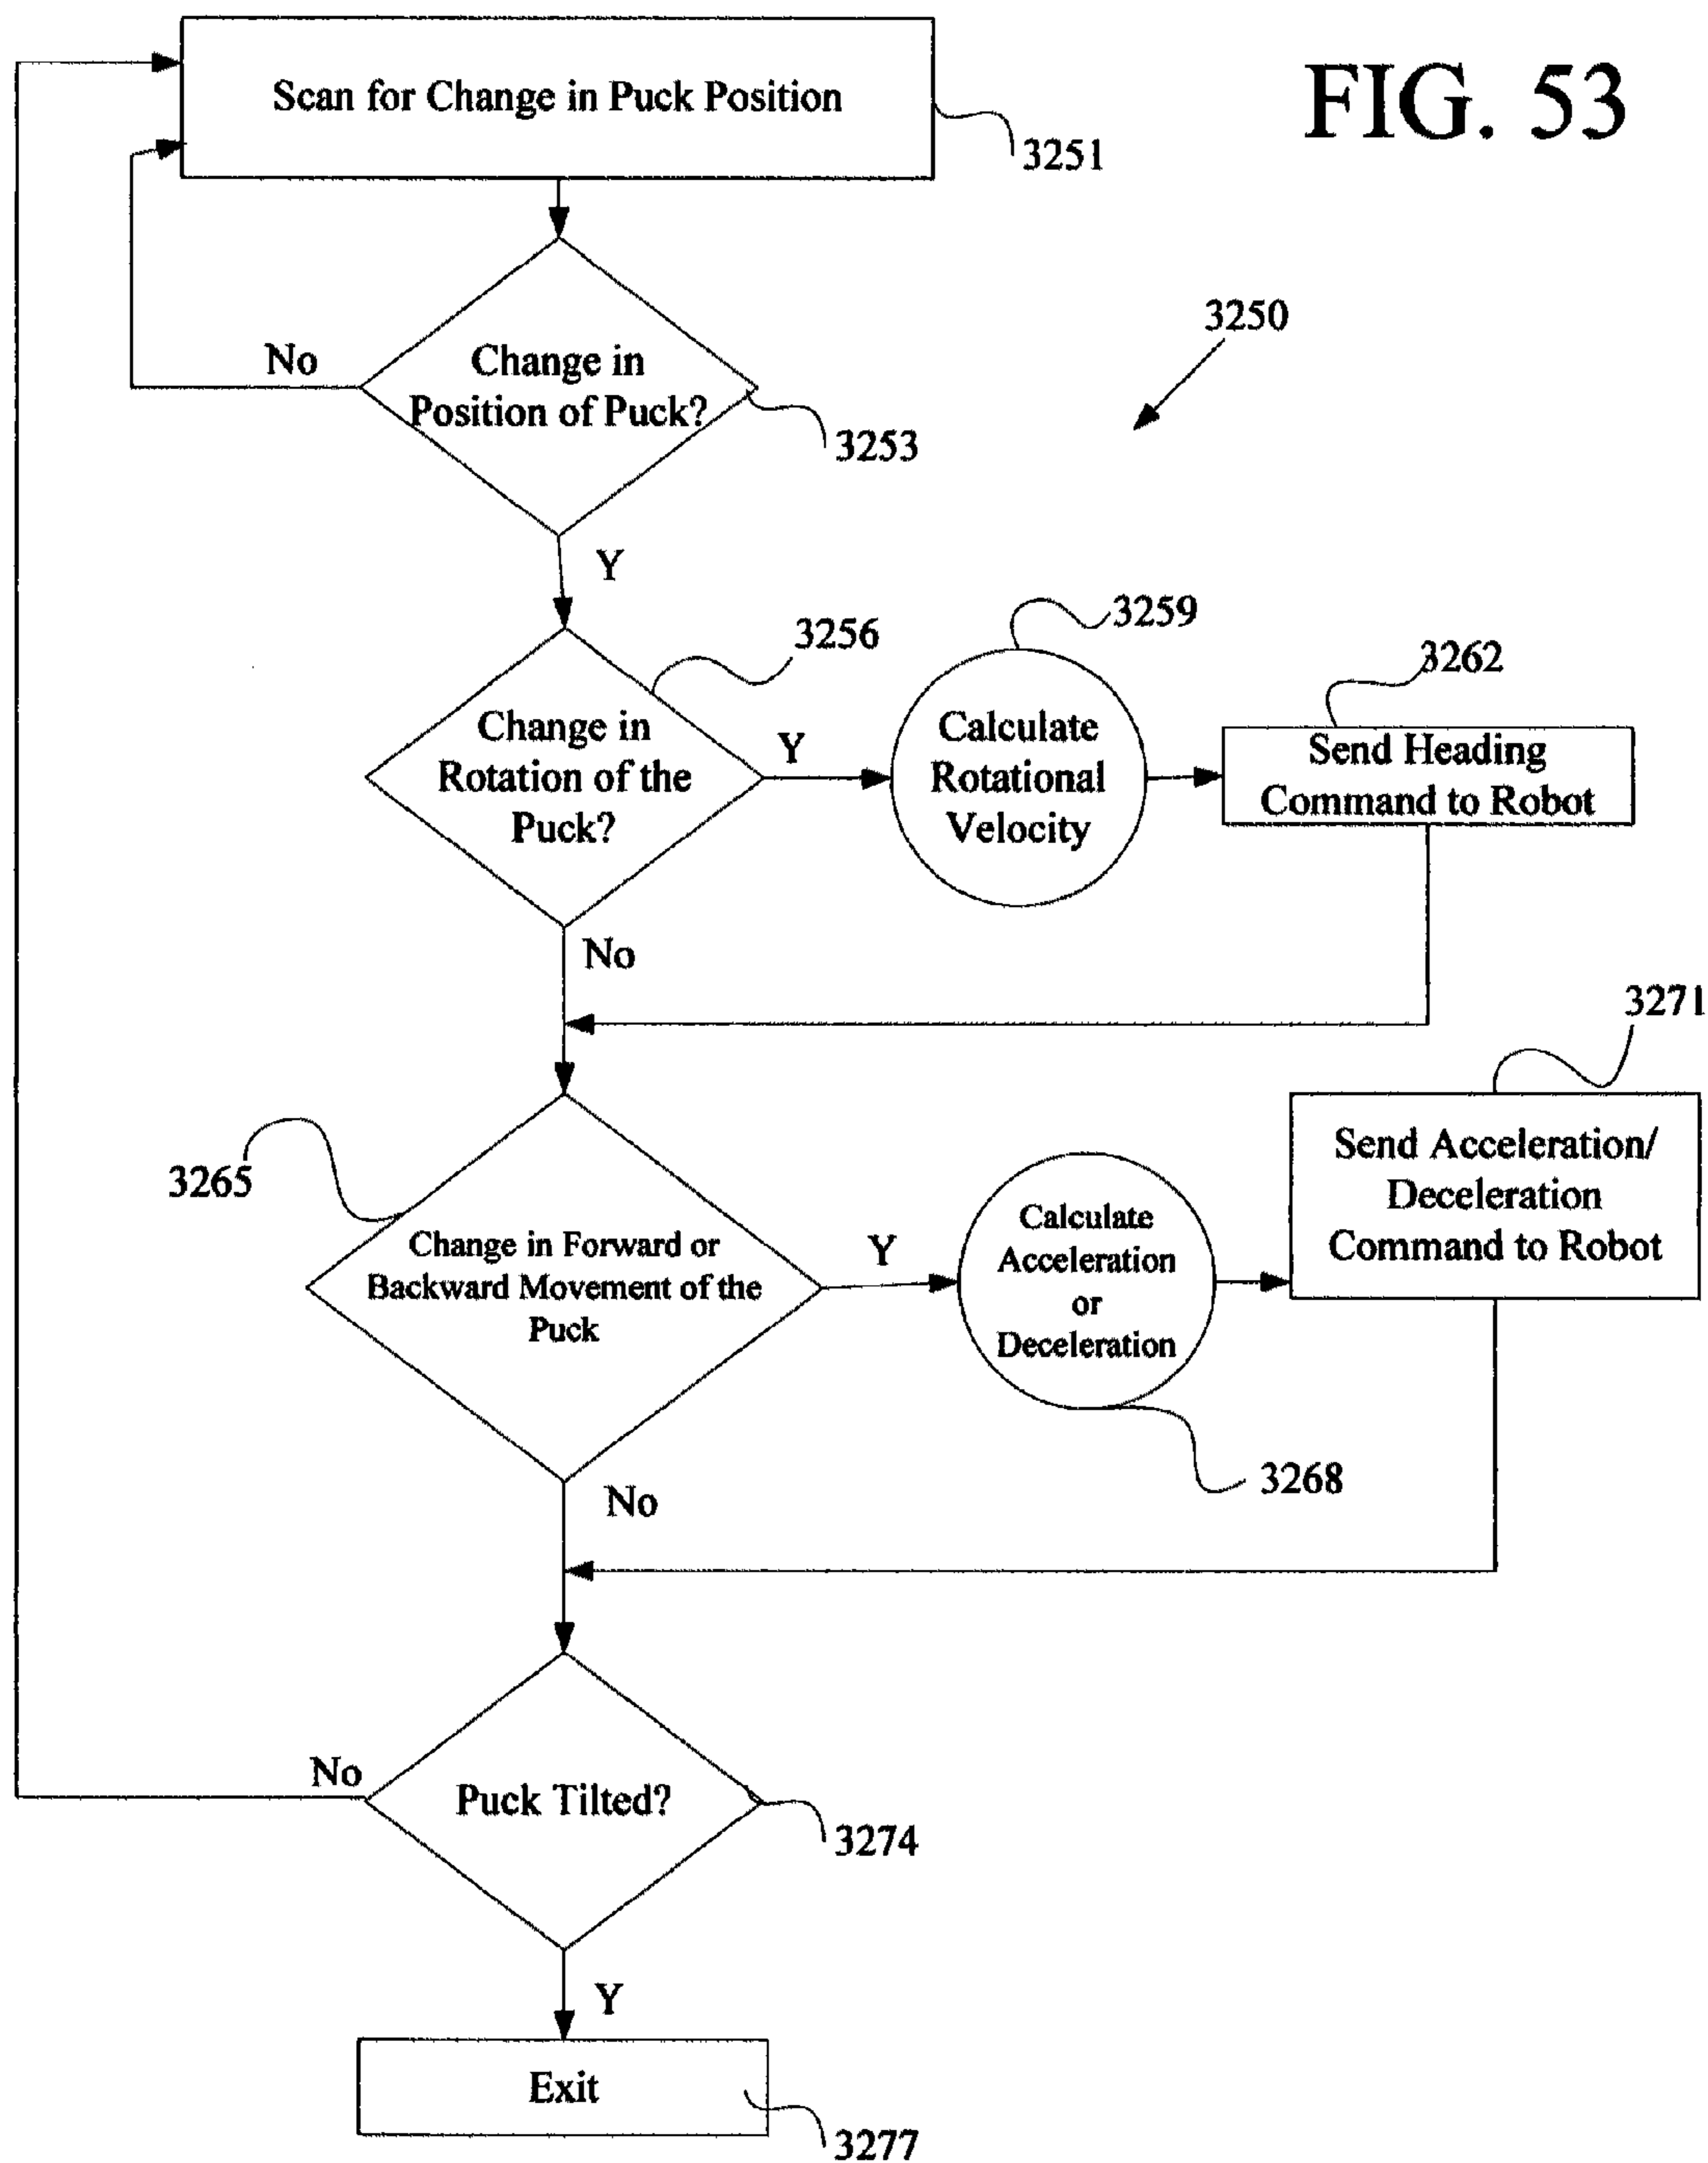 FIG. 53
Scan for Change in Puck Position
3251
3250
No
Change in
Position of Puck?
3253
Y
3256
3259
3262
Change in
Rotation of the
Puck?
Y
Calculate
Rotational
Velocity
Send Heading
Command to Robot
No
3271
3265
Change in Forward or
Backward Movement of the
Puck
Y
Calculate
Acceleration
or
Deceleration
Send Acceleration/
Deceleration
Command to Robot
3268
No
No
Puck Tilted?
3274
Y
Exit
3277